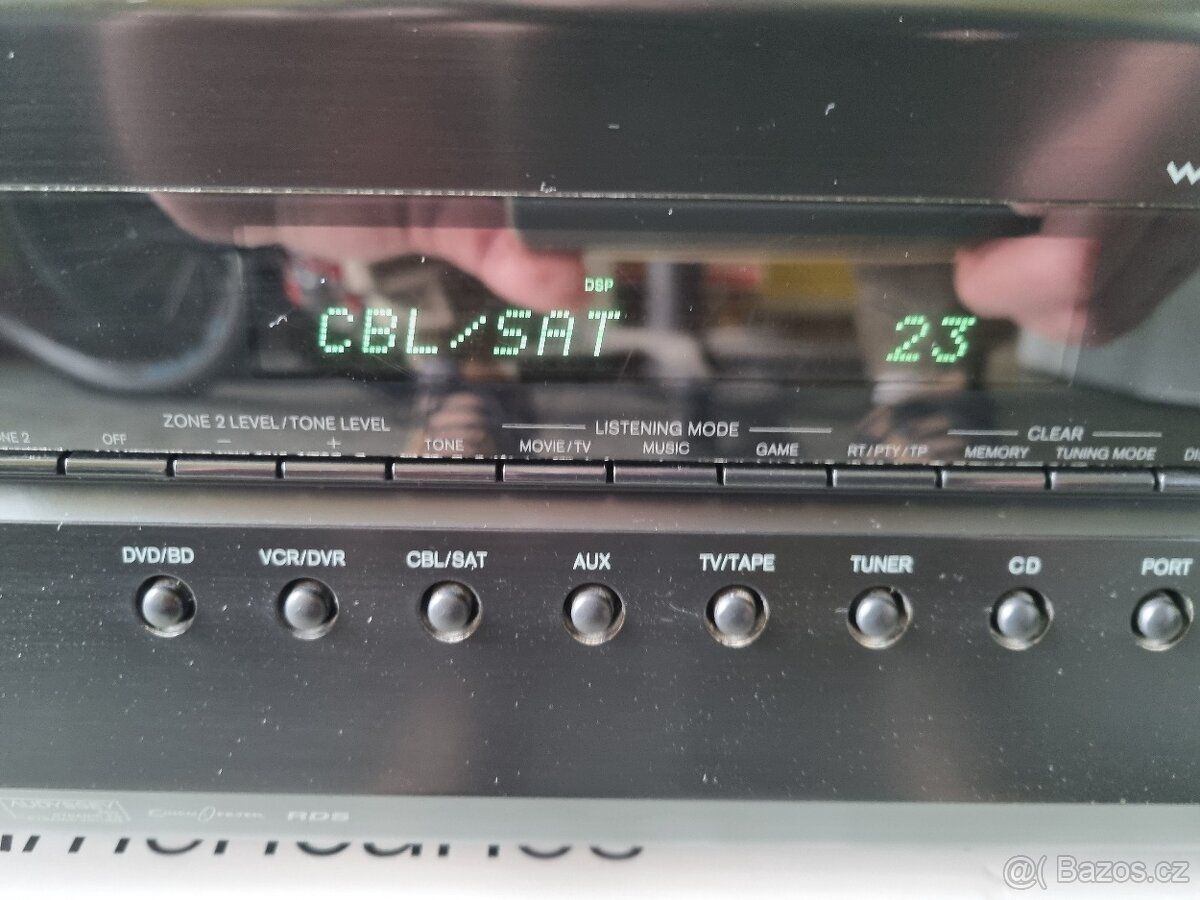 DSP
CBL/SAT 23
ZONE 2 LEVEL/TONE LEVEL
LISTENING MODE
CLEAR
OFF − + TONE MOVIE/TV MUSIC GAME RT/PTY/TP MEMORY TUNING MODE
DVD/BD VCR/DVR CBL/SAT AUX TV/TAPE TUNER CD PORT
AUDYSSEY
RDS
@( Bazos.cz